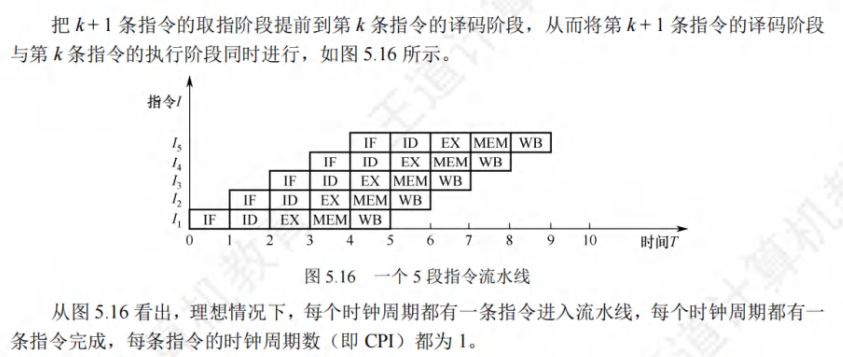 把 k + 1 条指令的取指阶段提前到第 k 条指令的译码阶段，从而将第 k + 1 条指令的译码阶段
与第 k 条指令的执行阶段同时进行，如图 5.16 所示。
指令I
I₅ IF ID EX MEM WB
I₄ IF ID EX MEM WB
I₃ IF ID EX MEM WB
I₂ IF ID EX MEM WB
I₁ IF ID EX MEM WB
0 1 2 3 4 5 6 7 8 9 10 时间T
图 5.16 一个 5 段指令流水线
从图 5.16 看出，理想情况下，每个时钟周期都有一条指令进入流水线，每个时钟周期都有一
条指令完成，每条指令的时钟周期数（即 CPI）都为 1。